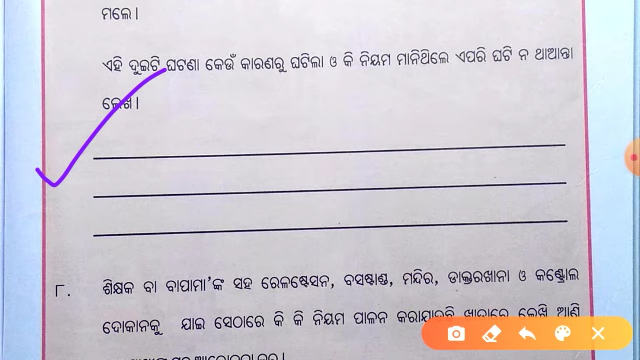 ମଲେ।
ଏହି ଦୁଇଟି ଘଟଣା କେଉଁ କାରଣରୁ ଘଟିଲା ଓ କି ନିୟମ ମାନିଥିଲେ ଏପରି ଘଟି ନ ଥାଆନ୍ତା
ଲେଖ।
୮. ଶିକ୍ଷକ ବା ବାପାମା'ଙ୍କ ସହ ରେଳଷ୍ଟେସନ, ବସଷ୍ଟାଣ୍ଡ, ମନ୍ଦିର, ଡାକ୍ତରଖାନା ଓ କଣ୍ଟ୍ରୋଲ
ଦୋକାନକୁ ଯାଇ ସେଠାରେ କି କି ନିୟମ ପାଳନ କରାଯାଉଛି ଖାତାରେ ଲେଖି ଆଣି